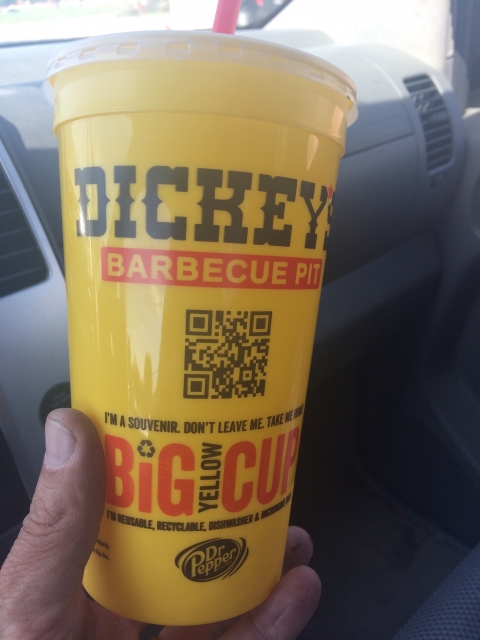 DICKEY'S
BARBECUE PIT
I'M A SOUVENIR. DON'T LEAVE ME. TAKE ME
BiG YELLOW CUP
I'M REUSABLE, RECYCLABLE, DISHWASHER &
Dr Pepper